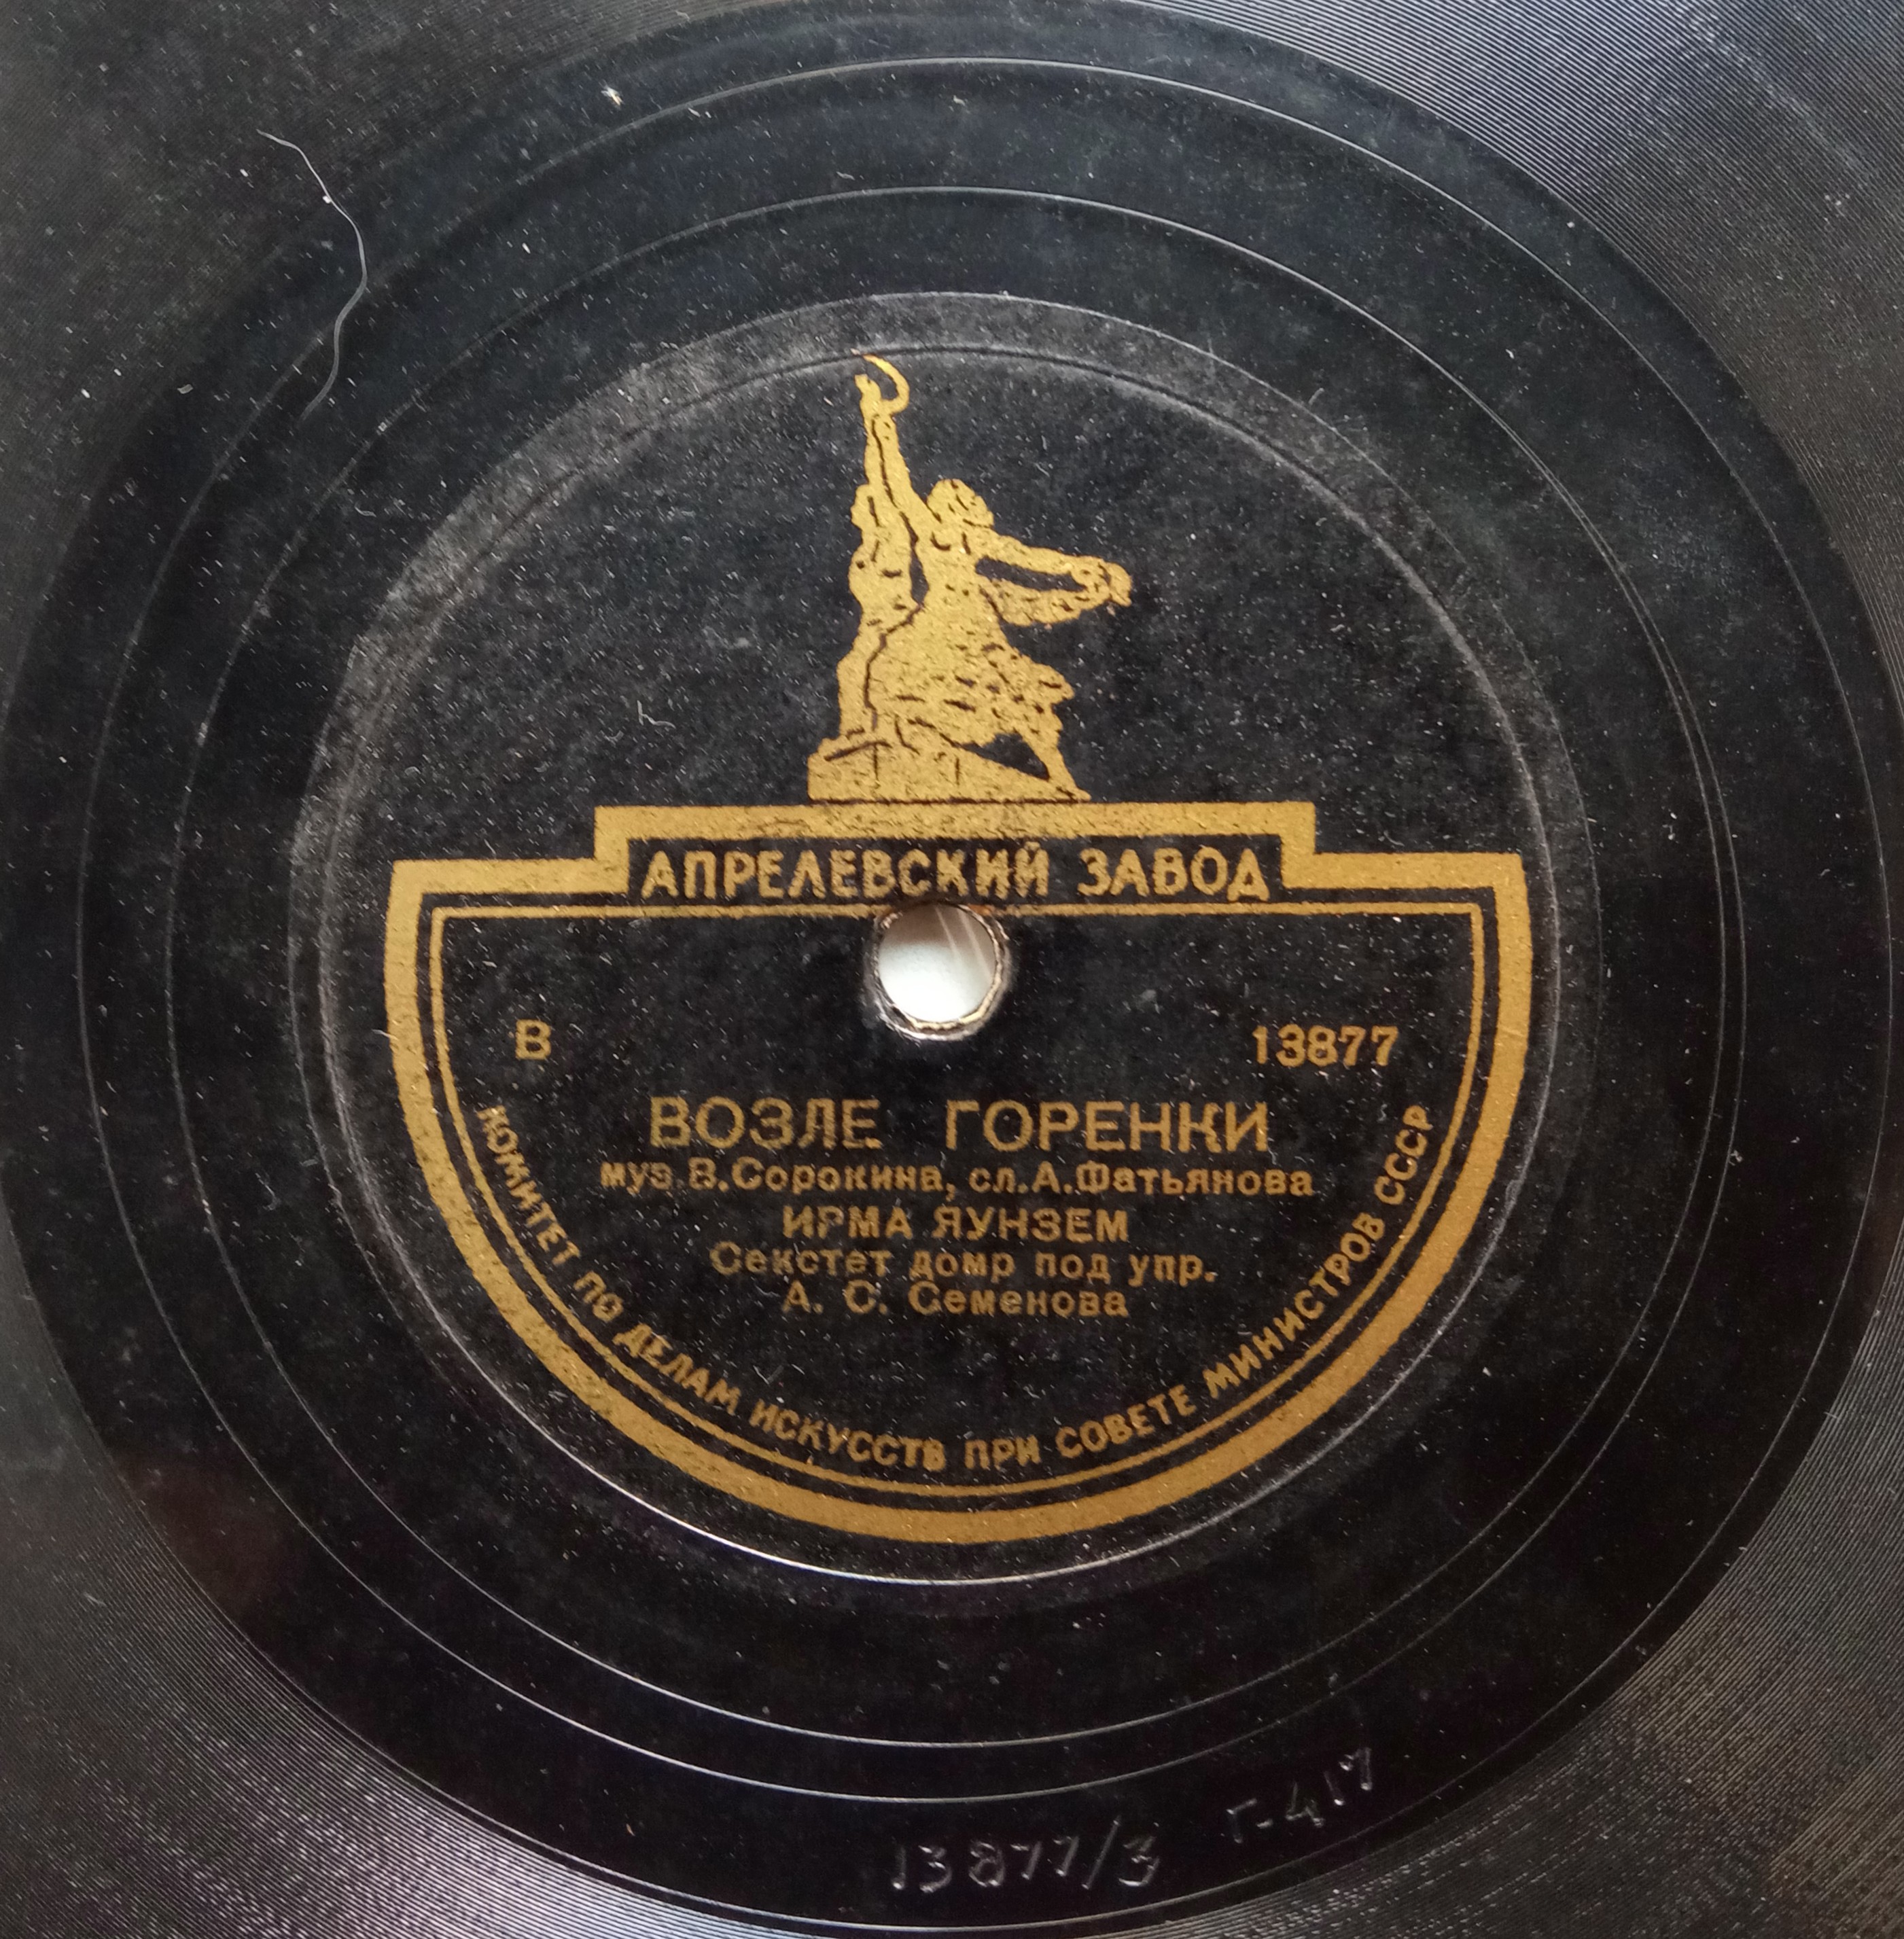 АПРЕЛЕВСКИЙ ЗАВОД
В 13877
ВОЗЛЕ ГОРЕНКИ
муз.В.Сорокина, сл.А.Фатьянова
ИРМА ЯУНЗЕМ
Секстет домр под упр.
А. С. Семенова
КОМИТЕТ ПО ДЕЛАМ ИСКУССТВ ПРИ СОВЕТЕ МИНИСТРОВ СССР
13877/3 Г-417